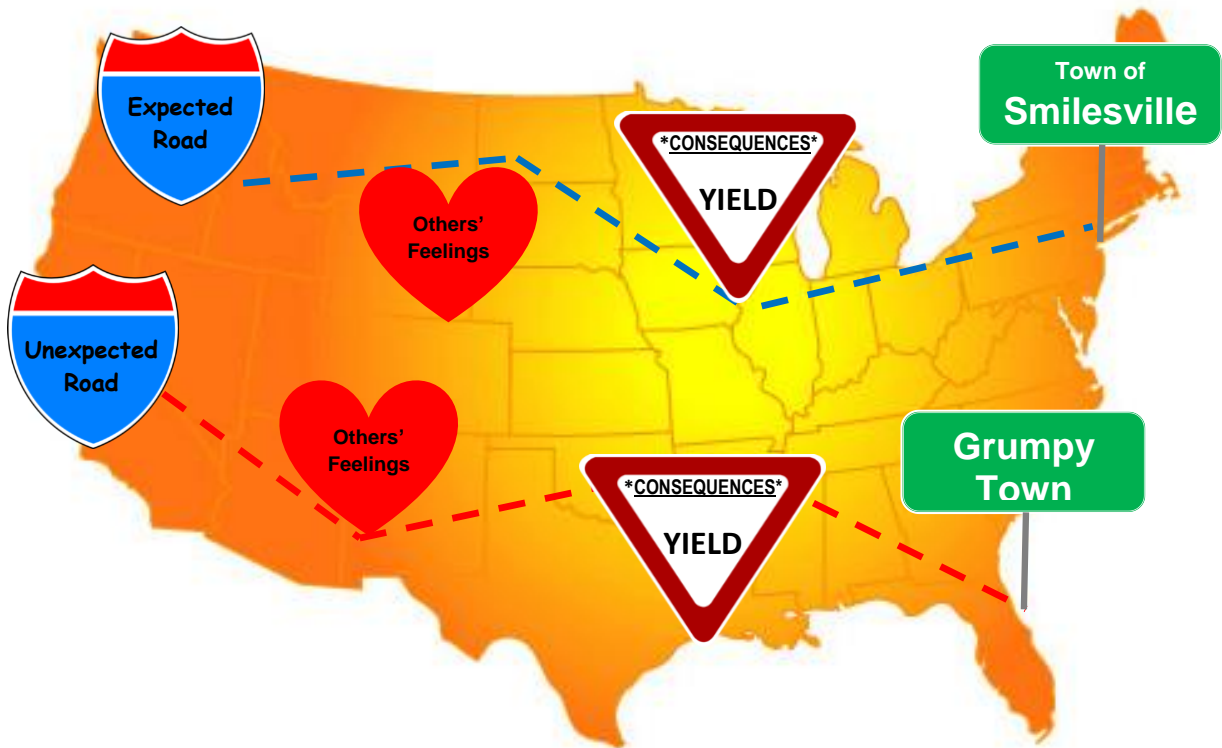 Expected
Road
Others'
Feelings
*CONSEQUENCES*
YIELD
Town of
Smilesville
Unexpected
Road
Others'
Feelings
*CONSEQUENCES*
YIELD
Grumpy
Town